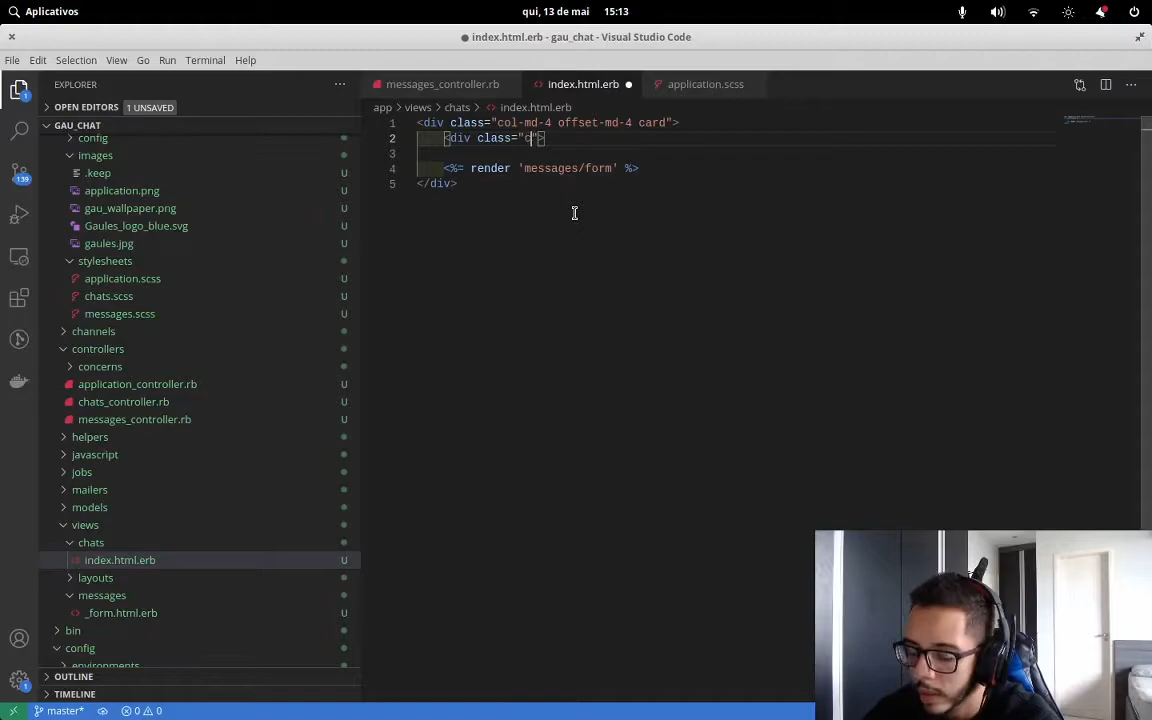 Aplicativos
qui, 13 de mai 15:13
index.html.erb - gau_chat - Visual Studio Code
File Edit Selection View Go Run Terminal Help
EXPLORER
OPEN EDITORS 1 UNSAVED
GAU_CHAT
config
images
.keep U
application.png U
gau_wallpaper.png U
Gaules_logo_blue.svg U
gaules.jpg U
stylesheets
application.scss U
chats.scss U
messages.scss U
channels
controllers
concerns
application_controller.rb U
chats_controller.rb U
messages_controller.rb U
helpers
javascript
jobs
mailers
models
views
chats
index.html.erb U
layouts
messages
_form.html.erb U
bin
config
environments
OUTLINE
TIMELINE
139
1
1
messages_controller.rb index.html.erb application.scss
app > views > chats > index.html.erb
1 <div class="col-md-4 offset-md-4 card">
2 <div class="c">
3
4 <%= render 'messages/form' %>
5 </div>
master* 0 0